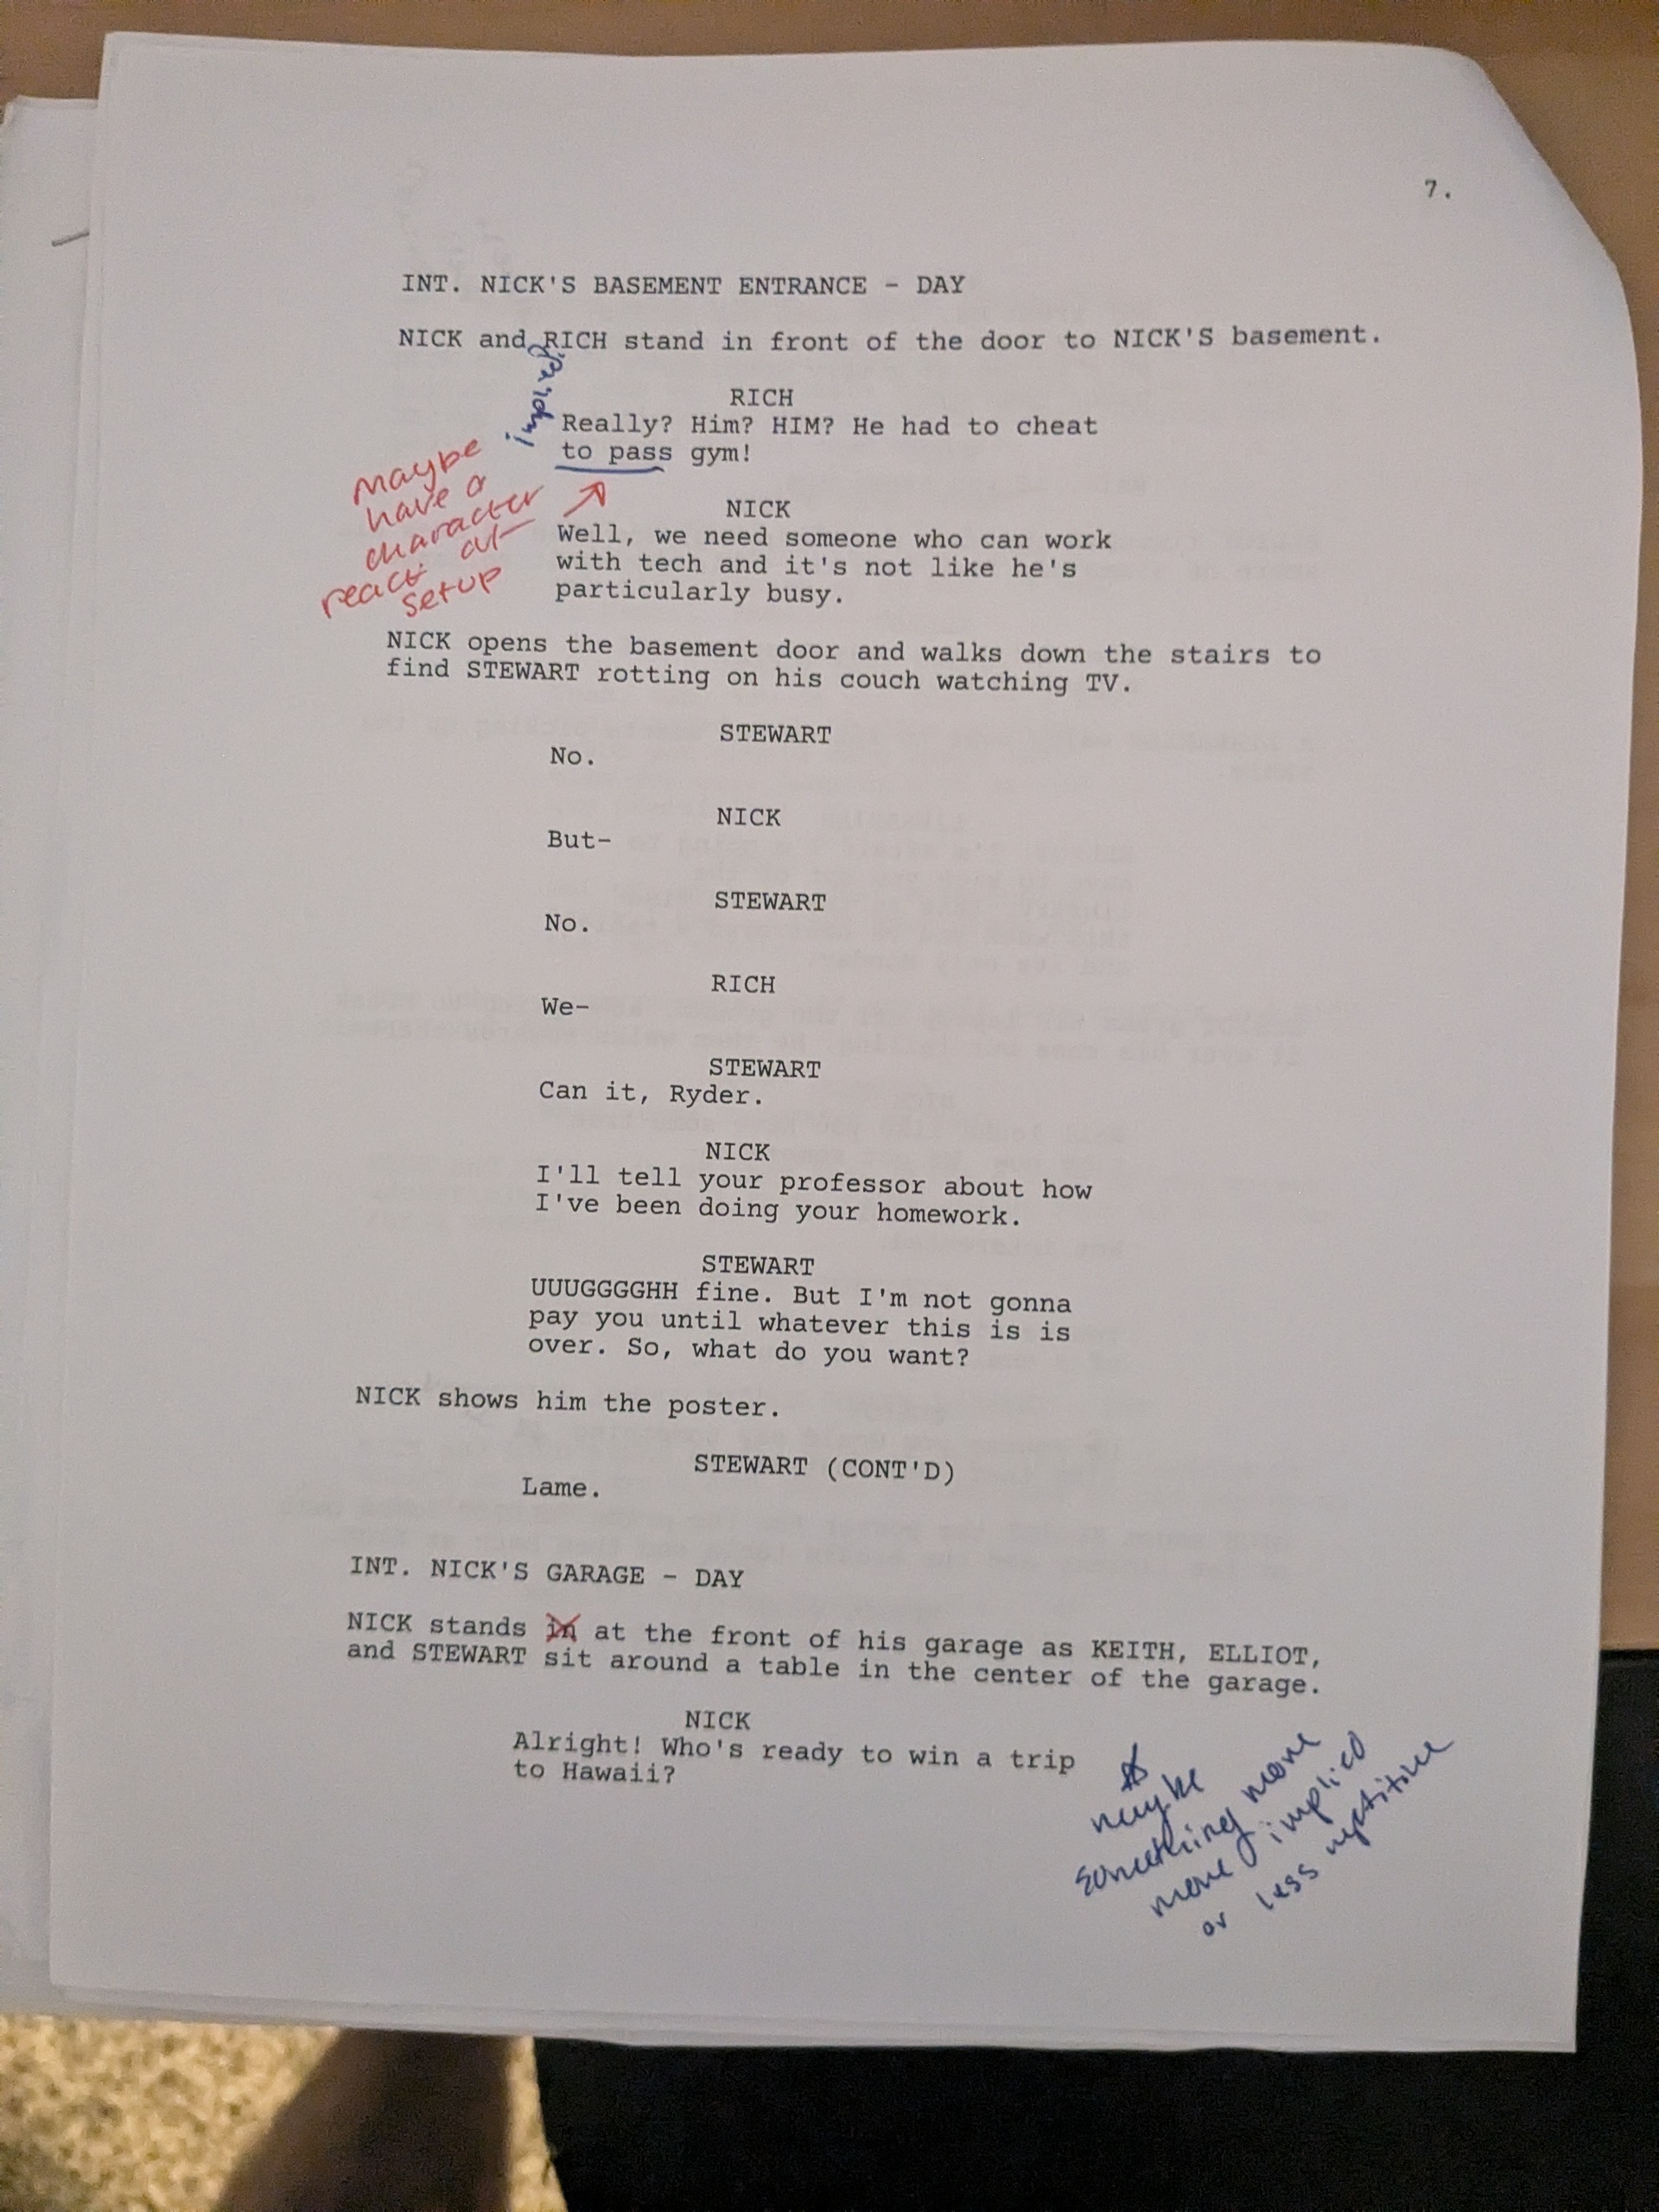 7.
INT. NICK'S BASEMENT ENTRANCE - DAY
NICK and RICH stand in front of the door to NICK'S basement.
RICH
Really? Him? HIM? He had to cheat
to pass gym!
maybe
have a
character
react at
setup
NICK
Well, we need someone who can work
with tech and it's not like he's
particularly busy.
NICK opens the basement door and walks down the stairs to
find STEWART rotting on his couch watching TV.
STEWART
No.
NICK
But-
STEWART
No.
RICH
We-
STEWART
Can it, Ryder.
NICK
I'll tell your professor about how
I've been doing your homework.
STEWART
UUUGGGGHH fine. But I'm not gonna
pay you until whatever this is is
over. So, what do you want?
NICK shows him the poster.
STEWART (CONT'D)
Lame.
INT. NICK'S GARAGE - DAY
NICK stands in at the front of his garage as KEITH, ELLIOT,
and STEWART sit around a table in the center of the garage.
NICK
Alright! Who's ready to win a trip
to Hawaii?
maybe
something more
more implied
or less repetitive